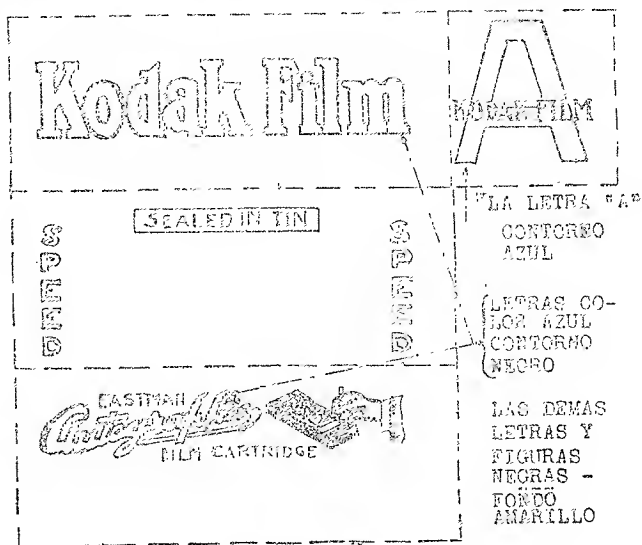 Kodak Film
A
KODAK FILM
SEALED IN TIN
SPEED
SPEED
"LA LETRA "A"
CONTORNO
AZUL
LETRAS CO-
LOR AZUL
CONTORNO
NEGRO
EASTMAN
Autographic
FILM CARTRIDGE
LAS DEMAS
LETRAS Y
FIGURAS
NEGRAS -
FONDO
AMARILLO